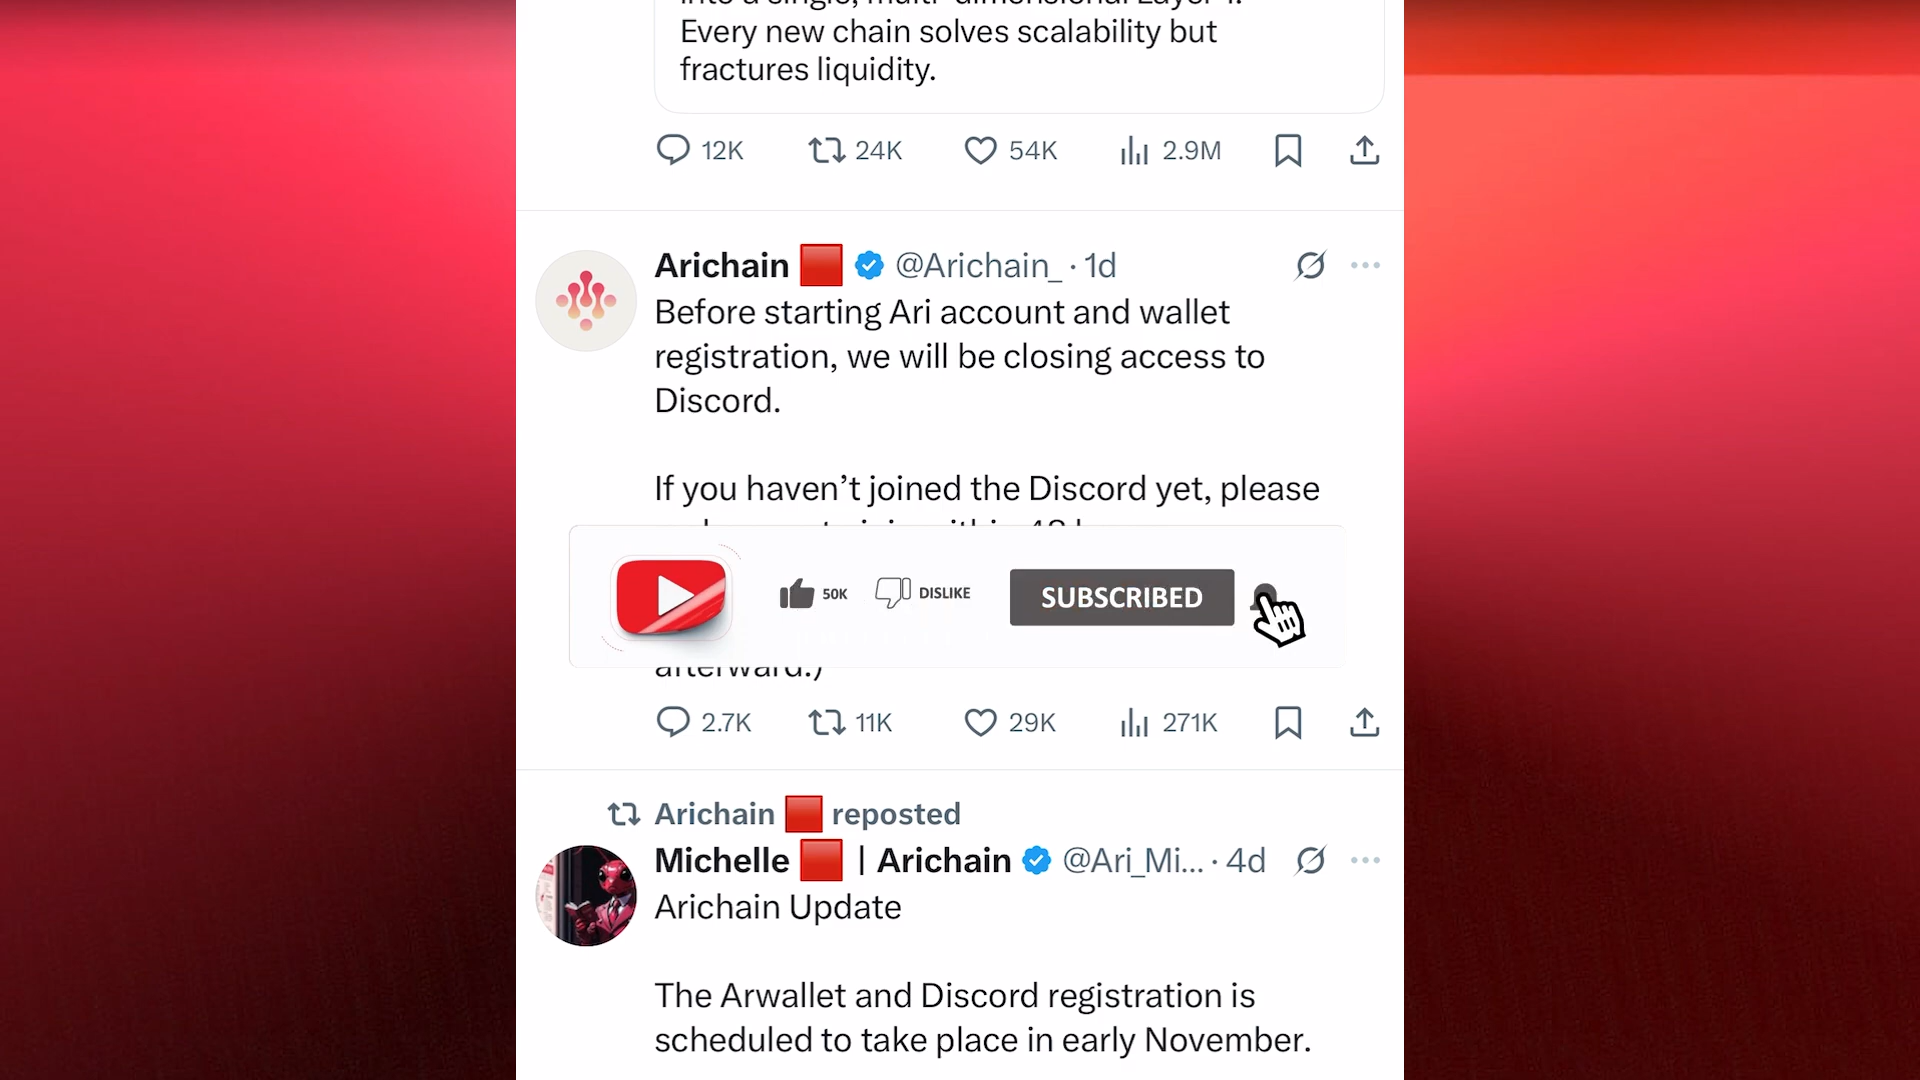 Every new chain solves scalability but
fractures liquidity.
12K 24K 54K 2.9M
Arichain @Arichain_ · 1d
Before starting Ari account and wallet
registration, we will be closing access to
Discord.
If you haven’t joined the Discord yet, please
50K DISLIKE SUBSCRIBED
afterward.)
2.7K 11K 29K 271K
Arichain reposted
Michelle | Arichain @Ari_Mi... · 4d
Arichain Update
The Arwallet and Discord registration is
scheduled to take place in early November.